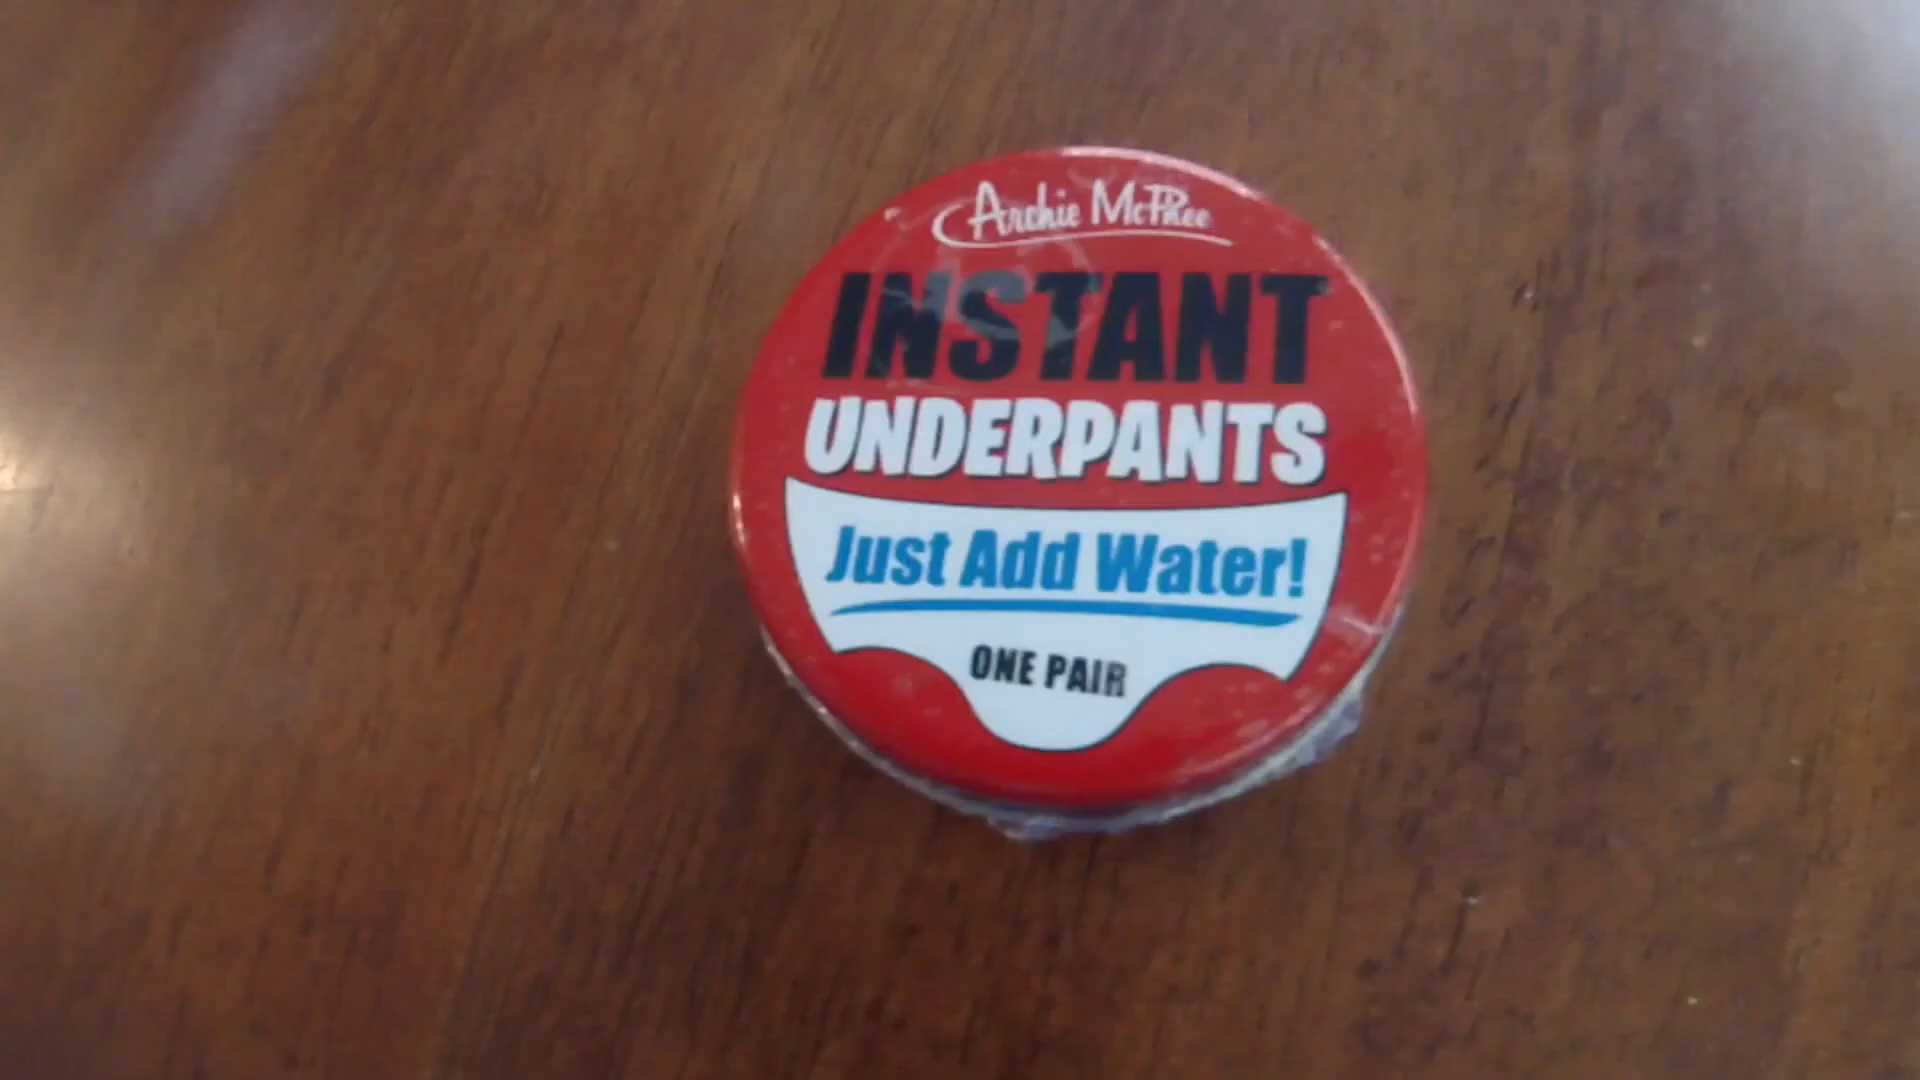 Archie McPhee
INSTANT
UNDERPANTS
Just Add Water!
ONE PAIR